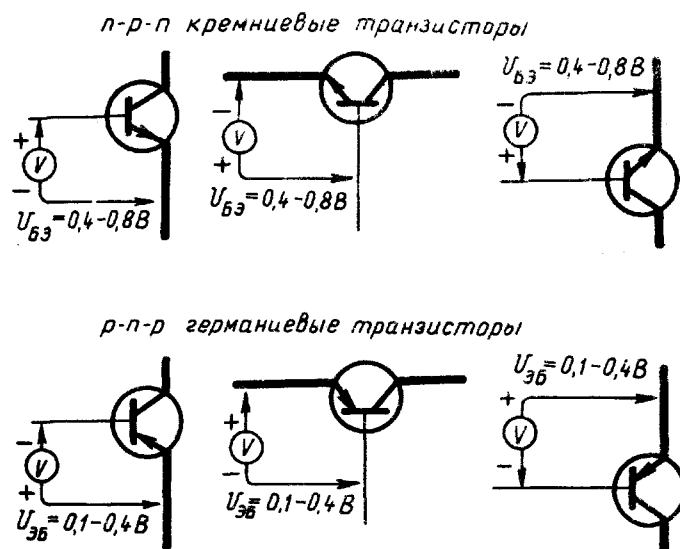 п-р-п кремниевые транзисторы
+
V
−
U_БЭ=0,4-0,8В
−
V
+
U_БЭ=0,4-0,8В
U_БЭ=0,4-0,8В
−
V
+
р-п-р германиевые транзисторы
−
V
+
U_ЭБ=0,1-0,4В
+
V
−
U_ЭБ=0,1-0,4В
U_ЭБ=0,1-0,4В
+
V
−